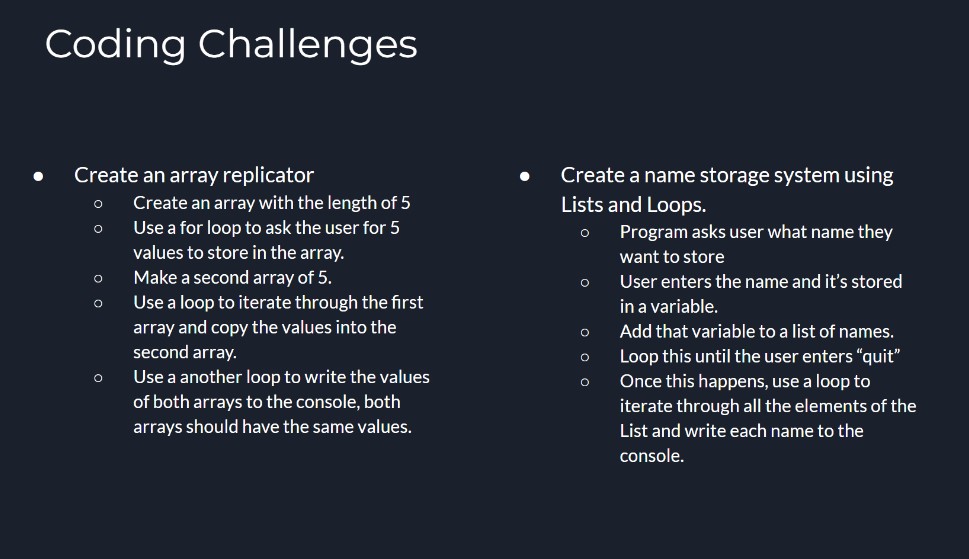 Coding Challenges
● Create an array replicator
○ Create an array with the length of 5
○ Use a for loop to ask the user for 5
values to store in the array.
○ Make a second array of 5.
○ Use a loop to iterate through the first
array and copy the values into the
second array.
○ Use a another loop to write the values
of both arrays to the console, both
arrays should have the same values.
● Create a name storage system using
Lists and Loops.
○ Program asks user what name they
want to store
○ User enters the name and it’s stored
in a variable.
○ Add that variable to a list of names.
○ Loop this until the user enters “quit”
○ Once this happens, use a loop to
iterate through all the elements of the
List and write each name to the
console.